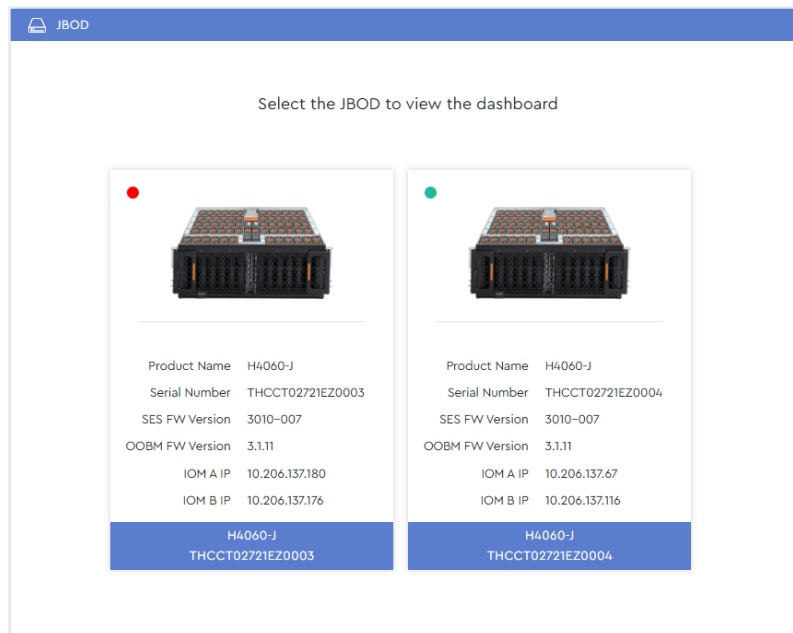 JBOD
Select the JBOD to view the dashboard
Product Name H4060-J
Serial Number THCCT02721EZ0003
SES FW Version 3010-007
OOBM FW Version 3.1.11
IOM A IP 10.206.137.180
IOM B IP 10.206.137.176
H4060-J
THCCT02721EZ0003
Product Name H4060-J
Serial Number THCCT02721EZ0004
SES FW Version 3010-007
OOBM FW Version 3.1.11
IOM A IP 10.206.137.67
IOM B IP 10.206.137.116
H4060-J
THCCT02721EZ0004